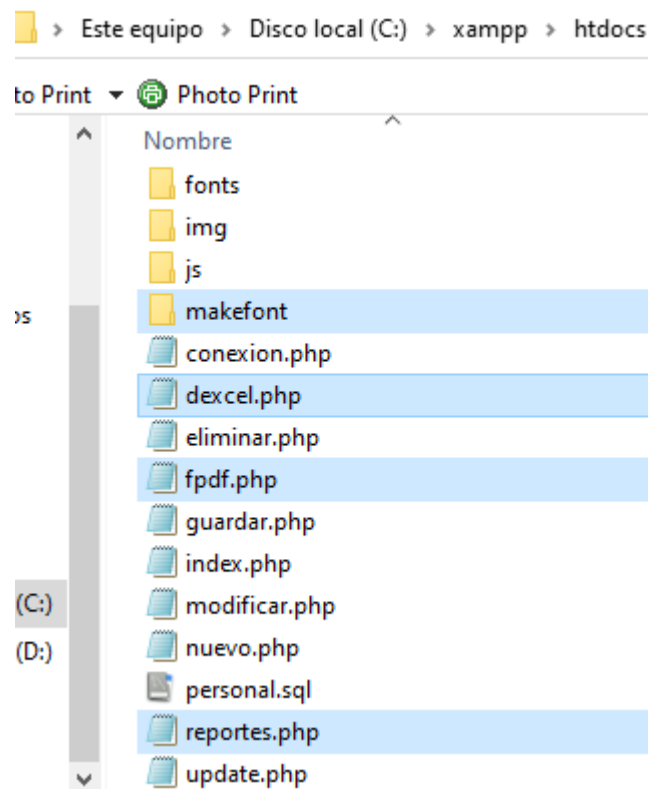 > Este equipo > Disco local (C:) > xampp > htdocs
to Print Photo Print
Nombre
fonts
img
js
makefont
os
conexion.php
dexcel.php
eliminar.php
fpdf.php
guardar.php
index.php
(C:)
modificar.php
(D:)
nuevo.php
personal.sql
reportes.php
update.php